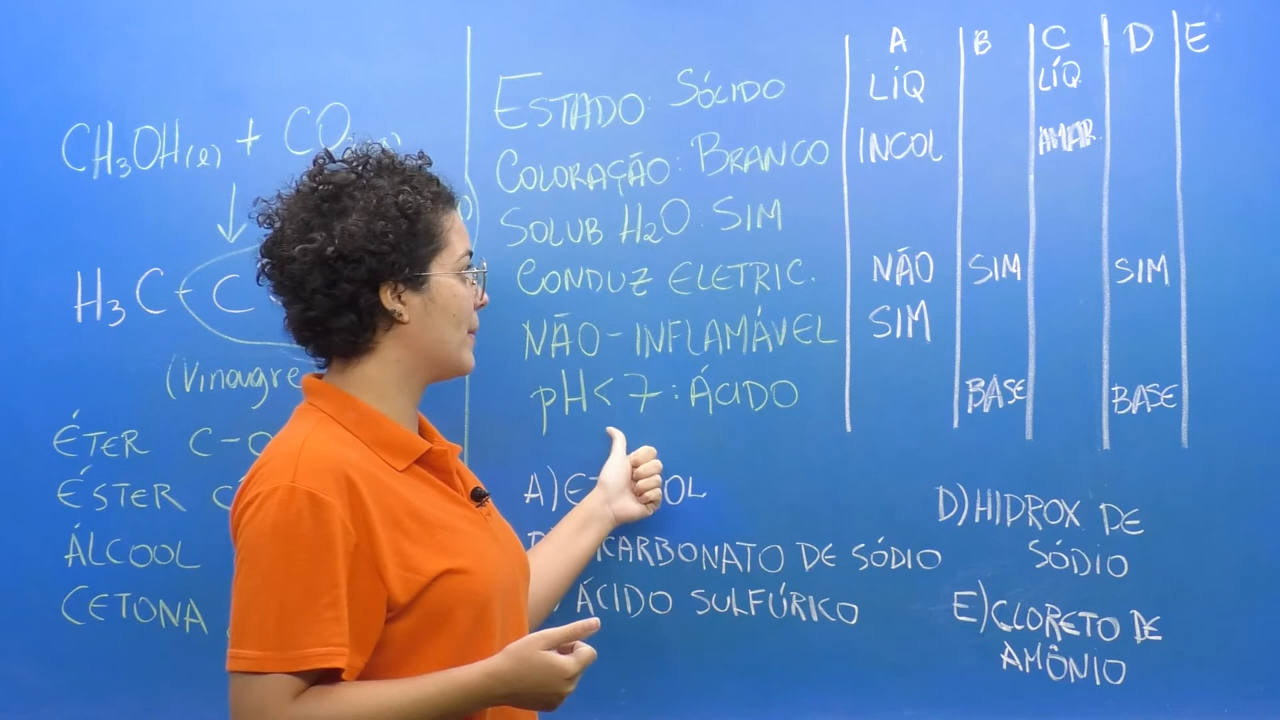 CH₃OH(l) + CO
↓
H₃C C
(Vinagre
ÉTER C-O
ÉSTER
ÁLCOOL
CETONA
ESTADO: SÓLIDO
COLORAÇÃO: BRANCO
SOLUB H₂O: SIM
CONDUZ ELETRIC.
NÃO-INFLAMÁVEL
pH < 7: ÁCIDO
A B C D E
LÍQ LÍQ
INCOL AMAR.
NÃO SIM SIM
SIM
BASE BASE
A) OL
CARBONATO DE SÓDIO
ÁCIDO SULFÚRICO
D) HIDROX DE
SÓDIO
E) CLORETO DE
AMÔNIO